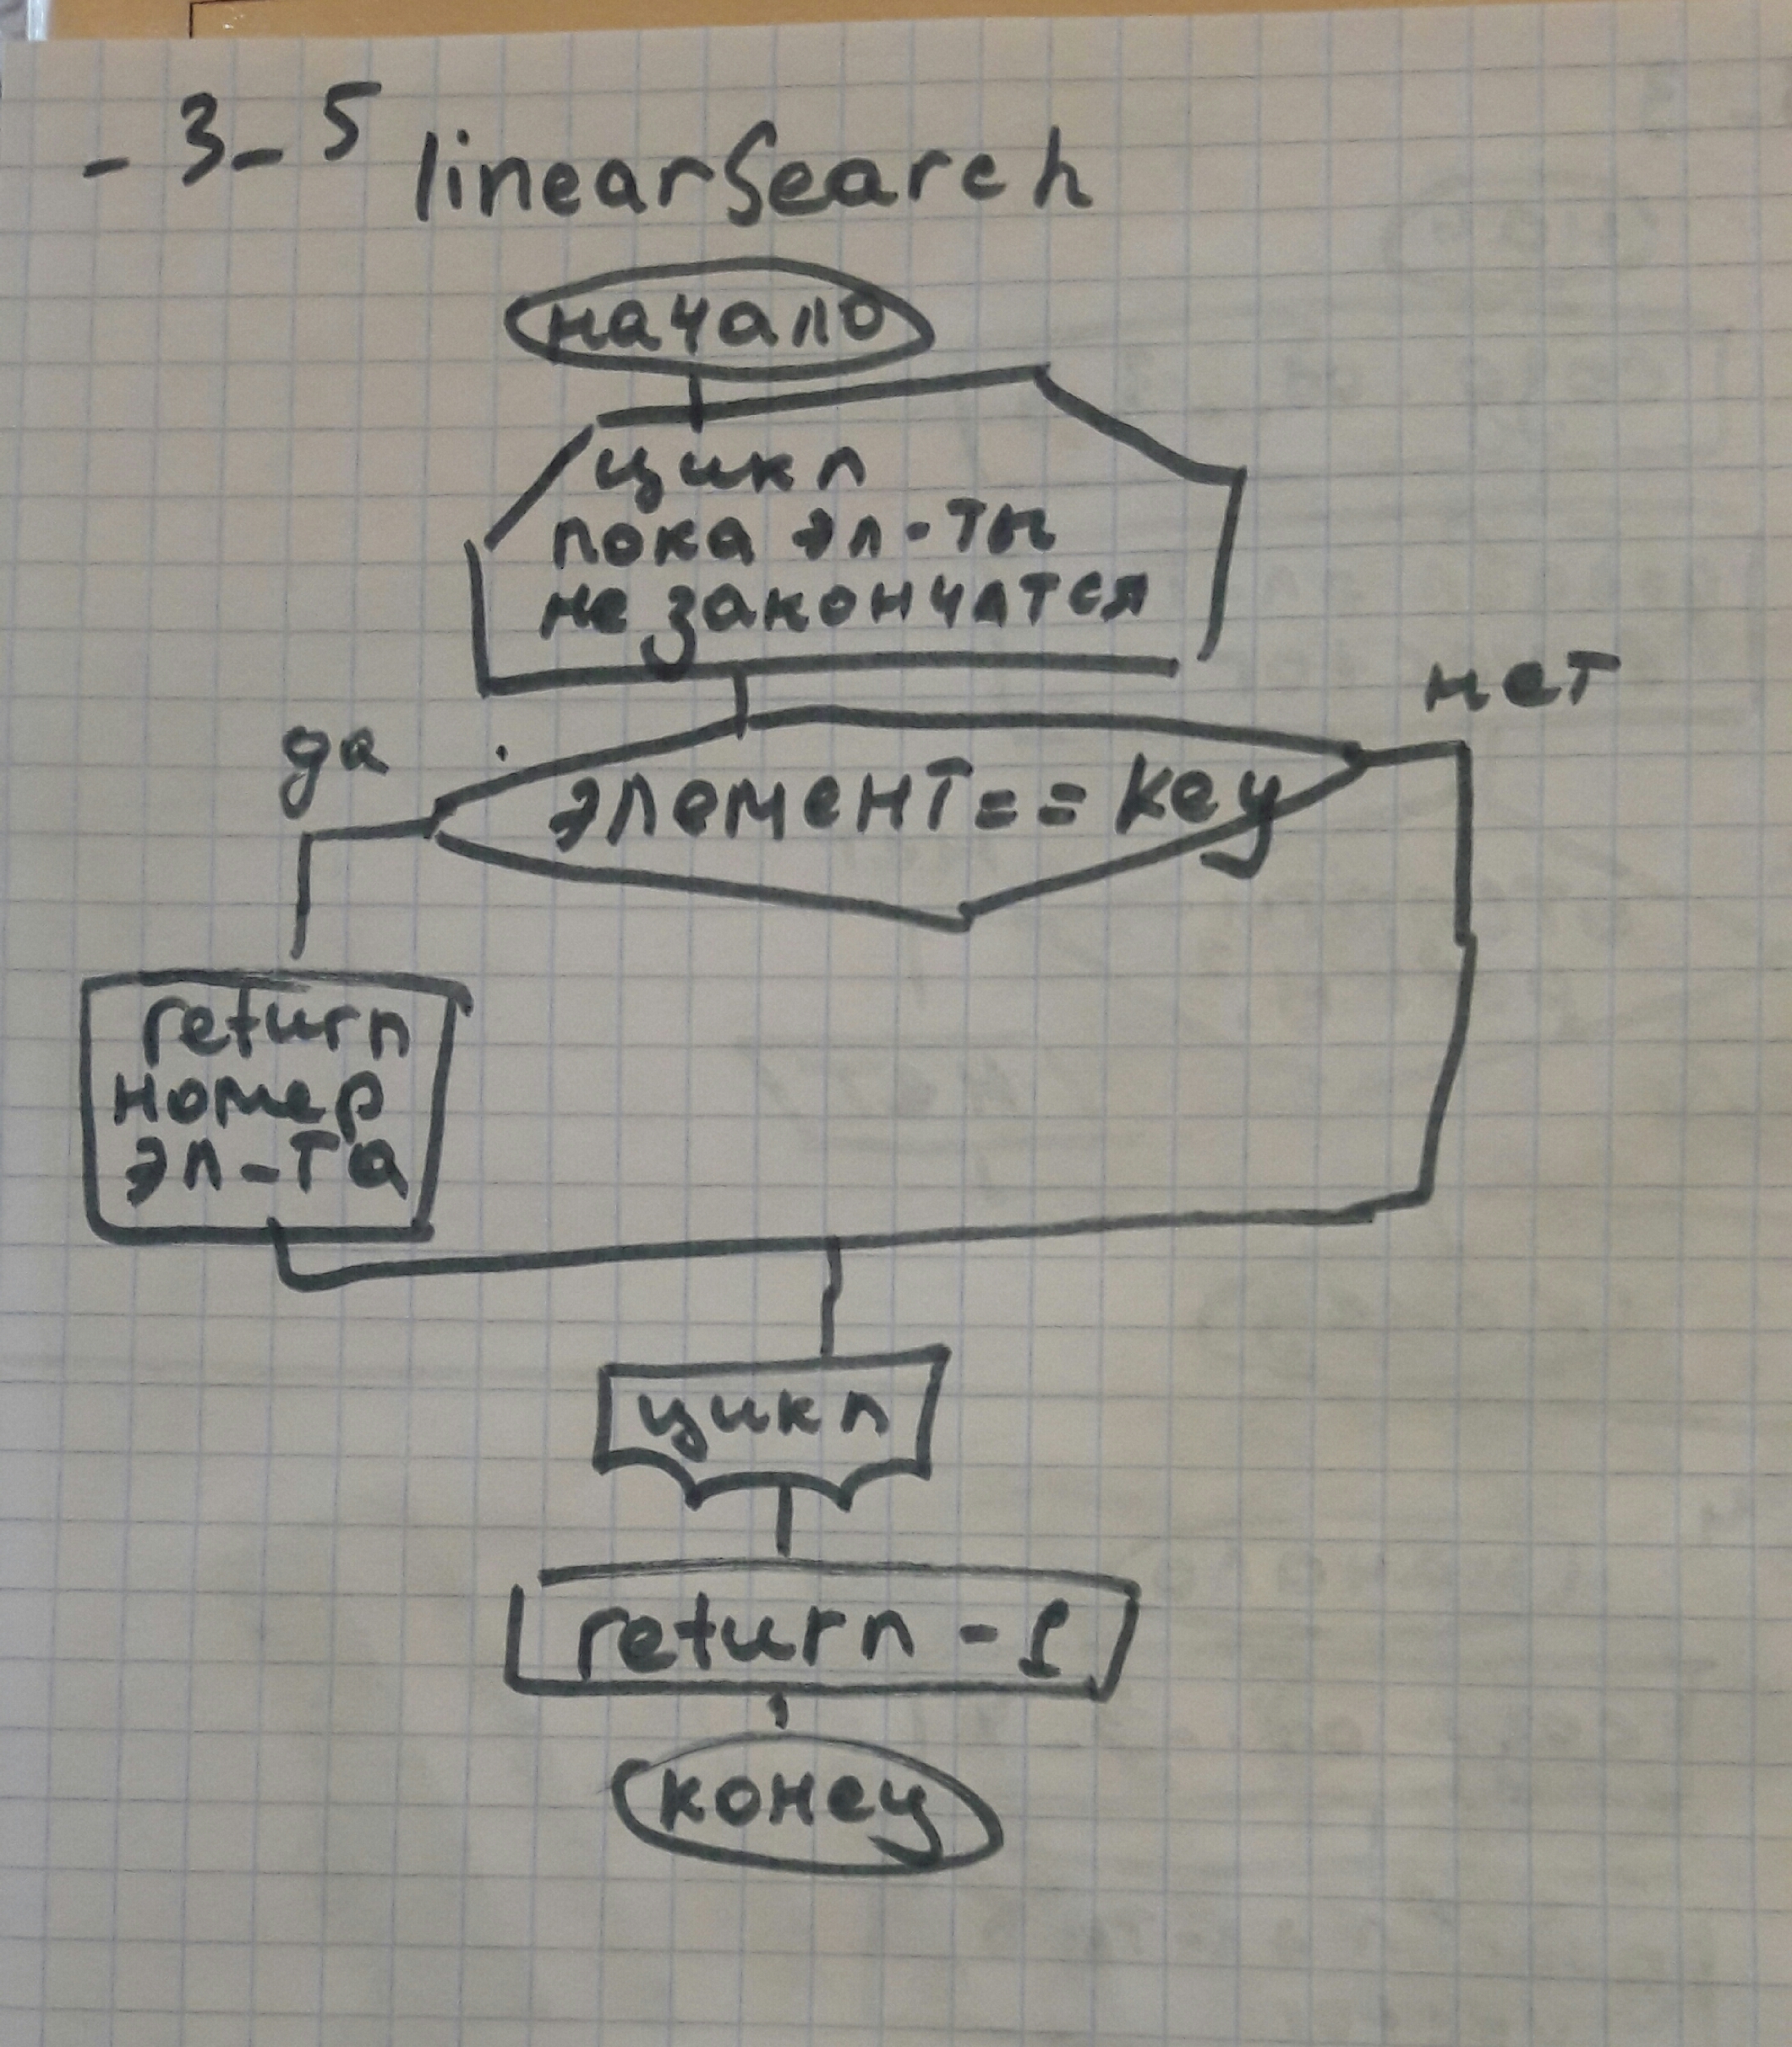 - 3 - 5 linearSearch
начало
цикл
пока эл-ты
не закончатся
да
нет
элемент == key
return
номер
эл-та
цикл
return -1
конец